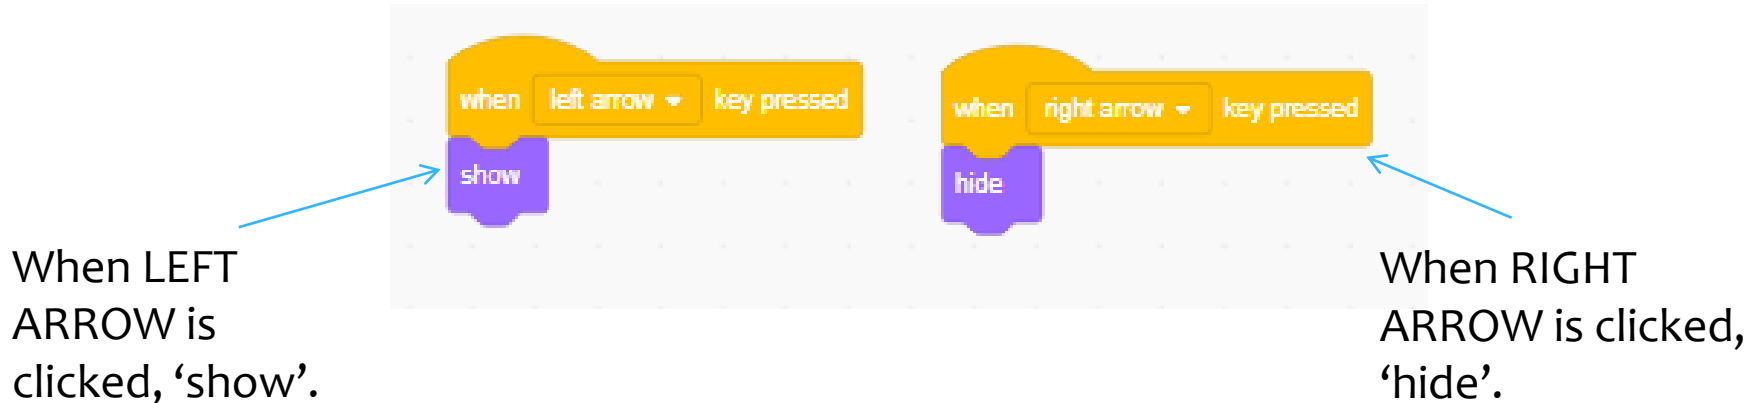 when left arrow key pressed
show
when right arrow key pressed
hide
When LEFT
ARROW is
clicked, ‘show’.
When RIGHT
ARROW is clicked,
‘hide’.